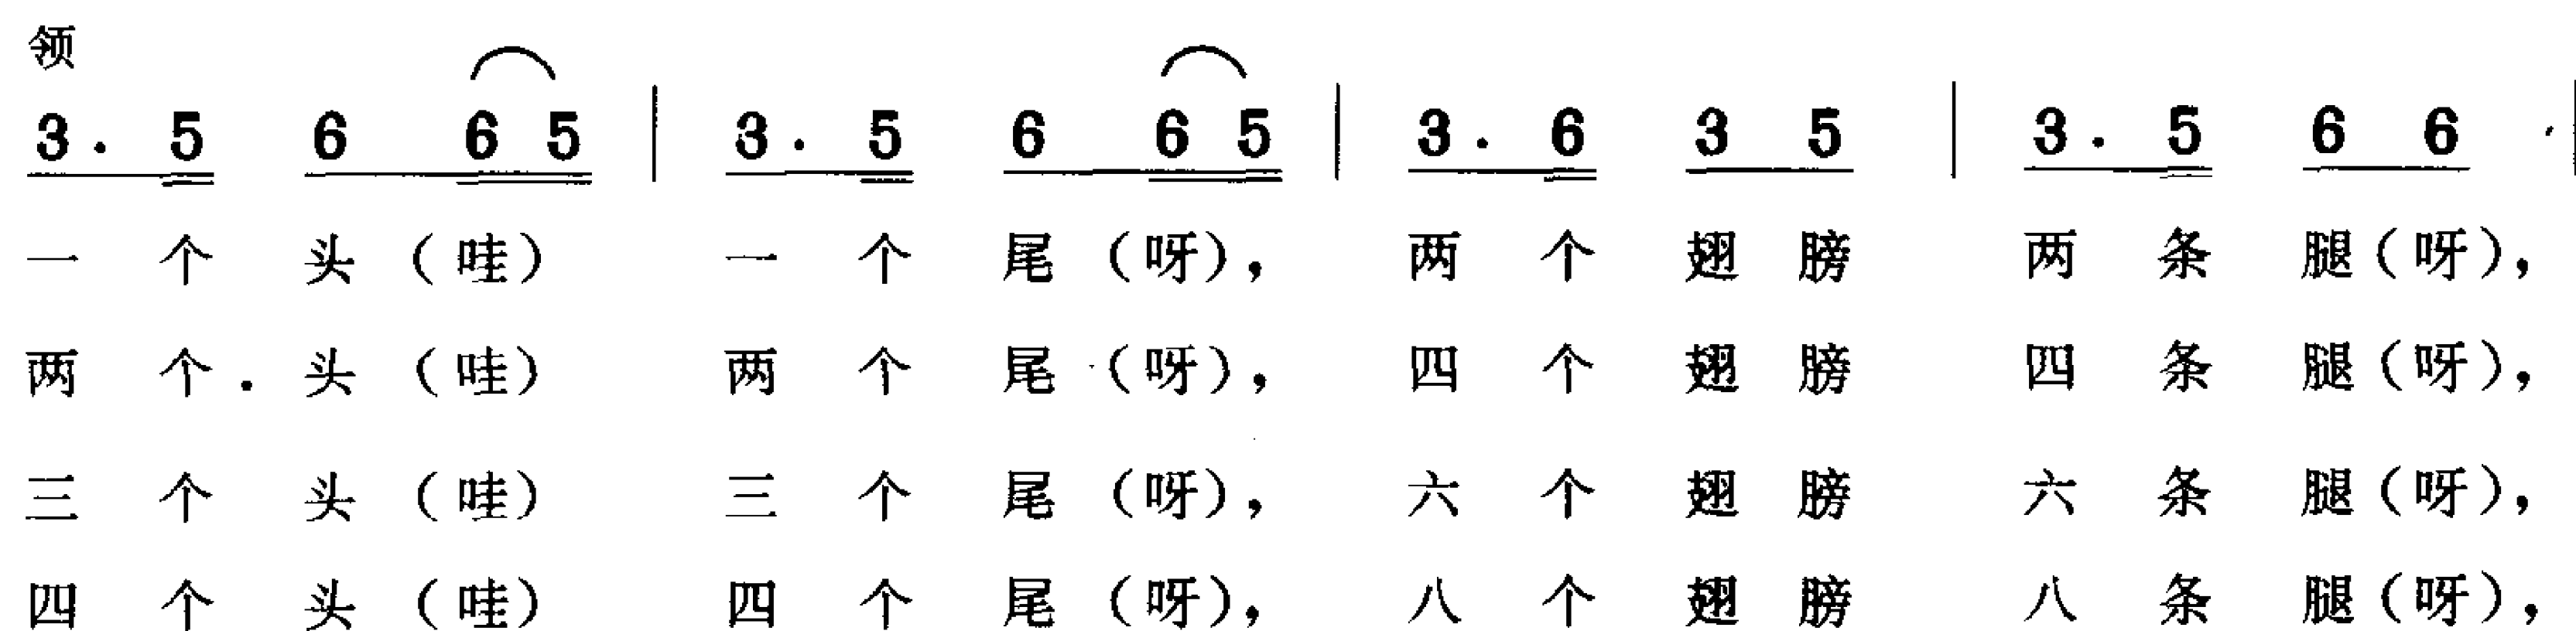 领
3. 5 6 6 5 | 3. 5 6 6 5 | 3. 6 3 5 | 3. 5 6 6 |
一个头（哇）一个尾（呀），两个翅膀两条腿（呀），
两个.头（哇）两个尾（呀），四个翅膀四条腿（呀），
三个头（哇）三个尾（呀），六个翅膀六条腿（呀），
四个头（哇）四个尾（呀），八个翅膀八条腿（呀），